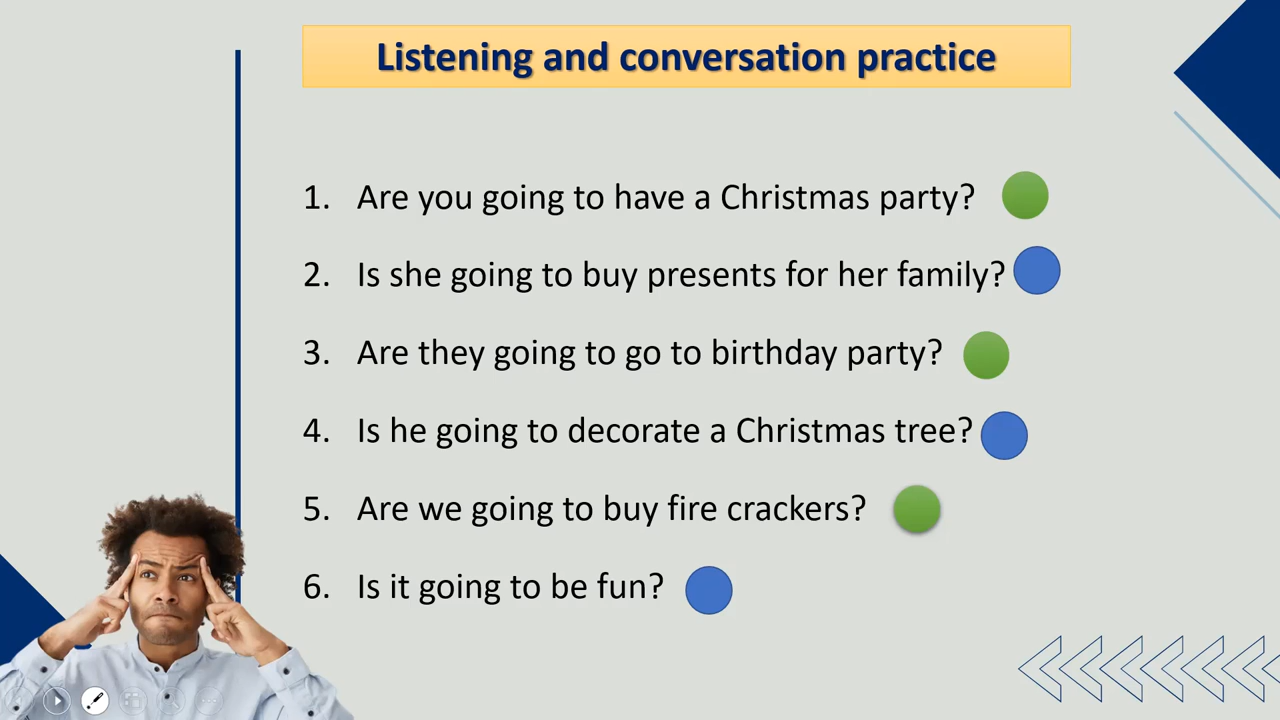 Listening and conversation practice
1. Are you going to have a Christmas party?
2. Is she going to buy presents for her family?
3. Are they going to go to birthday party?
4. Is he going to decorate a Christmas tree?
5. Are we going to buy fire crackers?
6. Is it going to be fun?